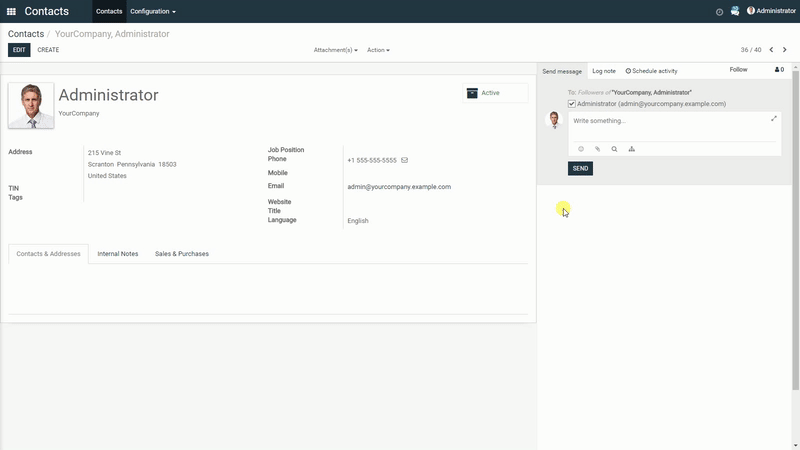 Contacts
Contacts
Configuration
Administrator
Contacts / YourCompany, Administrator
EDIT
CREATE
Attachment(s)
Action
36 / 40
Administrator
YourCompany
Active
Address
215 Vine St
Scranton Pennsylvania 18503
United States
TIN
Tags
Job Position
Phone
+1 555-555-5555
Mobile
Email
admin@yourcompany.example.com
Website
Title
Language
English
Contacts & Addresses
Internal Notes
Sales & Purchases
Send message
Log note
Schedule activity
Follow
0
To: Followers of "YourCompany, Administrator"
Administrator (admin@yourcompany.example.com)
Write something...
SEND